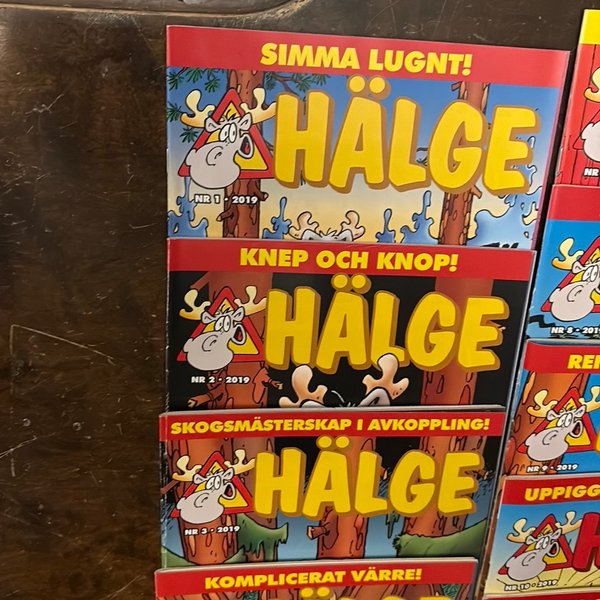 SIMMA LUGNT!
HÄLGE
NR 1 • 2019
KNEP OCH KNOP!
HÄLGE
NR 2 • 2019
SKOGSMÄSTERSKAP I AVKOPPLING!
HÄLGE
NR 3 • 2019
KOMPLICERAT VÄRRE!
NR 8 • 2019
NR 9 • 2019
NR 10 • 2019